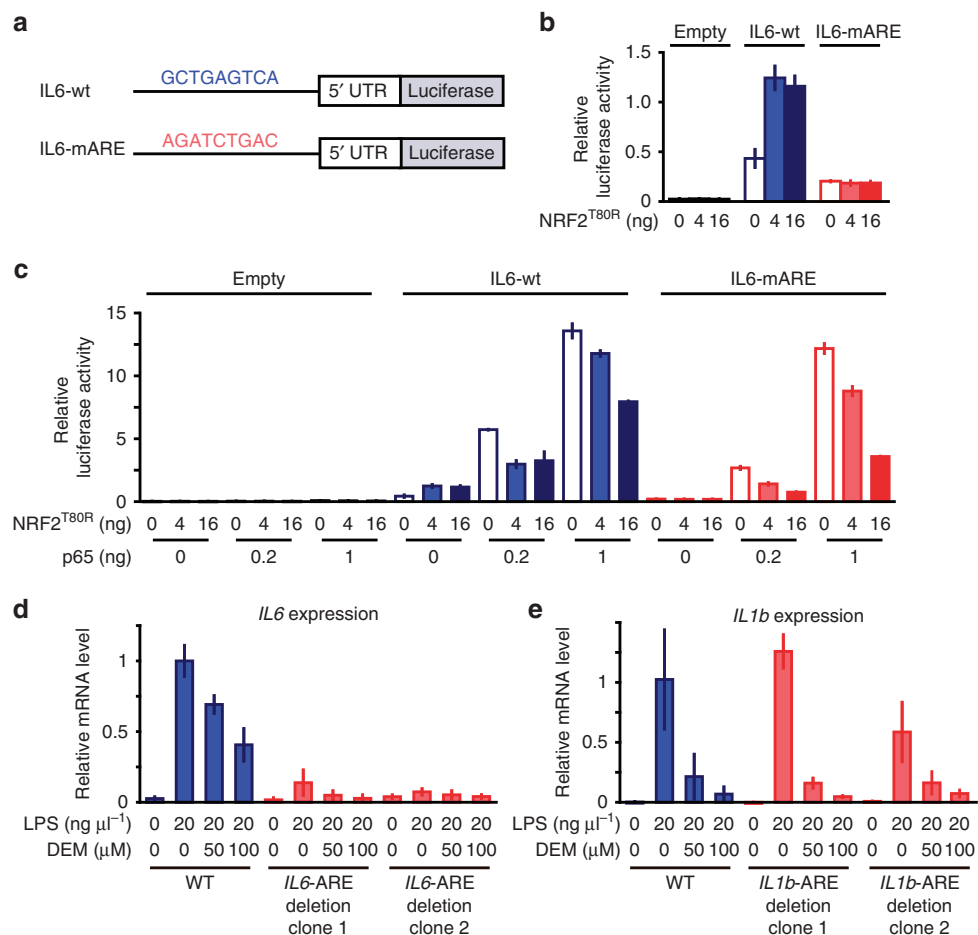 a
IL6-wt GCTGAGTCA 5′ UTR Luciferase
IL6-mARE AGATCTGAC 5′ UTR Luciferase
b
Empty IL6-wt IL6-mARE
Relative luciferase activity
1.5
1.0
0.5
0
NRF2T80R (ng) 0 4 16 0 4 16 0 4 16
c
Empty IL6-wt IL6-mARE
Relative luciferase activity
15
10
5
0
NRF2T80R (ng) 0 4 16 0 4 16 0 4 16 0 4 16 0 4 16 0 4 16 0 4 16 0 4 16 0 4 16
p65 (ng) 0 0.2 1 0 0.2 1 0 0.2 1
d
IL6 expression
Relative mRNA level
1
0.5
0
LPS (ng μl−1) 0 20 20 20 0 20 20 20 0 20 20 20
DEM (μM) 0 0 50 100 0 0 50 100 0 0 50 100
WT IL6-ARE deletion clone 1 IL6-ARE deletion clone 2
e
IL1b expression
Relative mRNA level
1
0.5
0
LPS (ng μl−1) 0 20 20 20 0 20 20 20 0 20 20 20
DEM (μM) 0 0 50 100 0 0 50 100 0 0 50 100
WT IL1b-ARE deletion clone 1 IL1b-ARE deletion clone 2